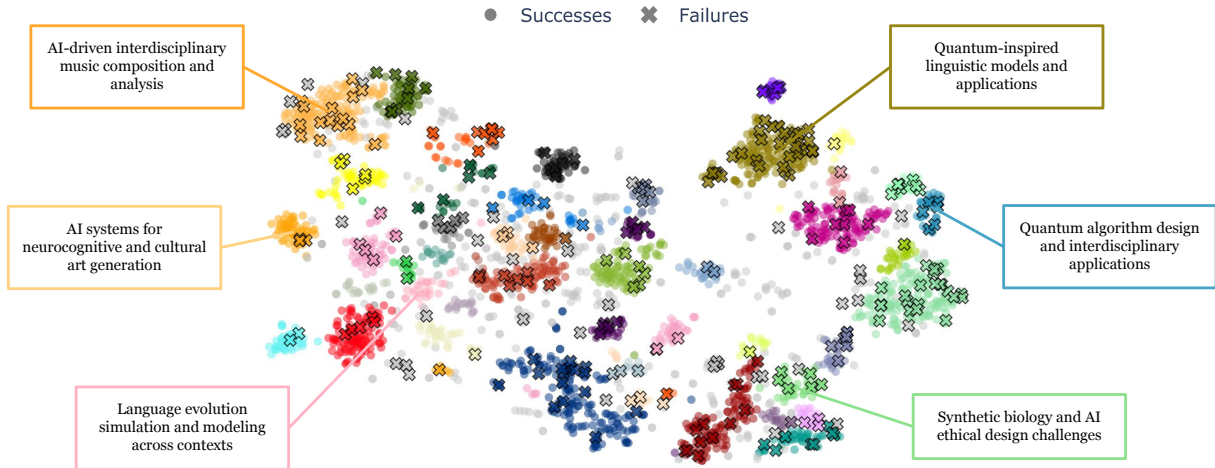 Successes
Failures
AI-driven interdisciplinary
music composition and
analysis
Quantum-inspired
linguistic models and
applications
AI systems for
neurocognitive and cultural
art generation
Quantum algorithm design
and interdisciplinary
applications
Language evolution
simulation and modeling
across contexts
Synthetic biology and AI
ethical design challenges